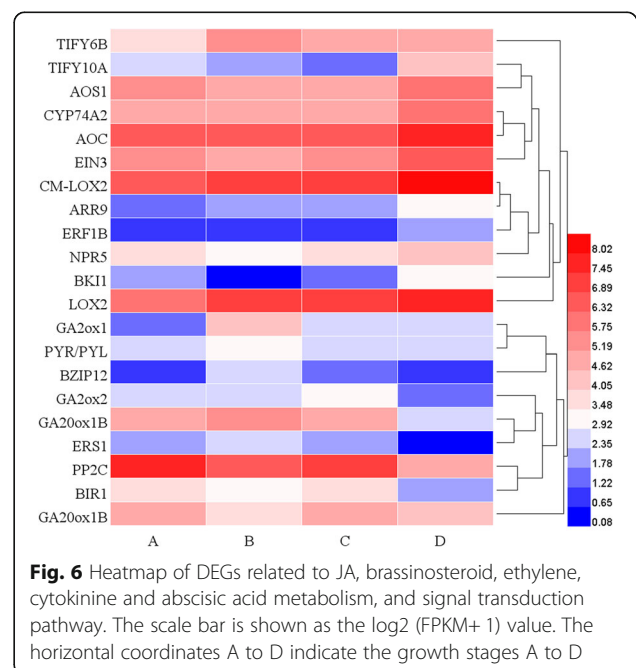 TIFY6B
TIFY10A
AOS1
CYP74A2
AOC
EIN3
CM-LOX2
ARR9
ERF1B
NPR5
BKI1
LOX2
GA2ox1
PYR/PYL
BZIP12
GA2ox2
GA20ox1B
ERS1
PP2C
BIR1
GA20ox1B
A B C D
8.02
7.45
6.89
6.32
5.75
5.19
4.62
4.05
3.48
2.92
2.35
1.78
1.22
0.65
0.08
Fig. 6 Heatmap of DEGs related to JA, brassinosteroid, ethylene,
cytokinine and abscisic acid metabolism, and signal transduction
pathway. The scale bar is shown as the log2 (FPKM+ 1) value. The
horizontal coordinates A to D indicate the growth stages A to D